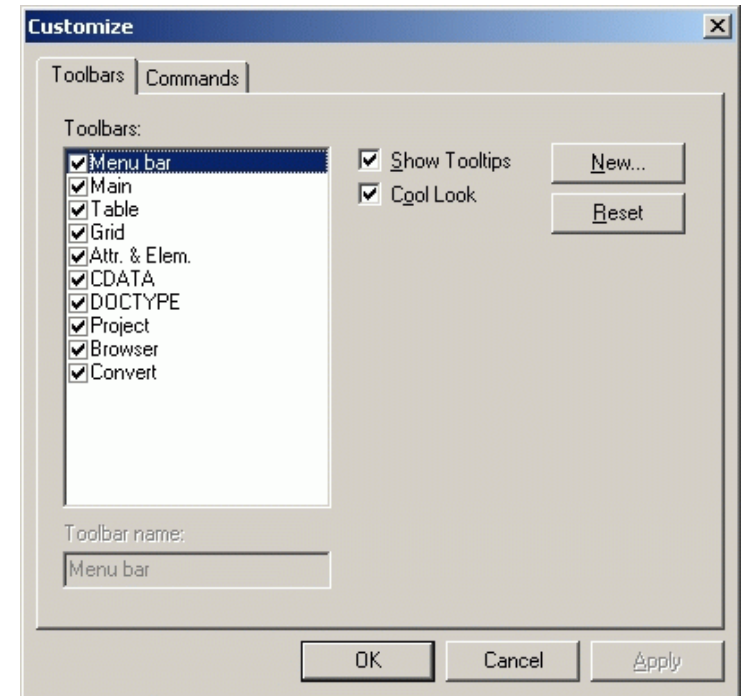 Customize
Toolbars Commands
Toolbars:
Menu bar
Main
Table
Grid
Attr. & Elem.
CDATA
DOCTYPE
Project
Browser
Convert
Show Tooltips
Cool Look
New...
Reset
Toolbar name:
Menu bar
OK Cancel Apply